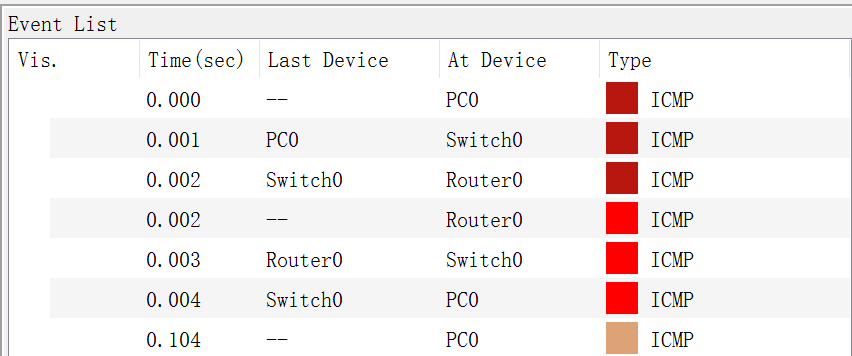 Event List
Vis. Time(sec) Last Device At Device Type
0.000 -- PC0 ICMP
0.001 PC0 Switch0 ICMP
0.002 Switch0 Router0 ICMP
0.002 -- Router0 ICMP
0.003 Router0 Switch0 ICMP
0.004 Switch0 PC0 ICMP
0.104 -- PC0 ICMP